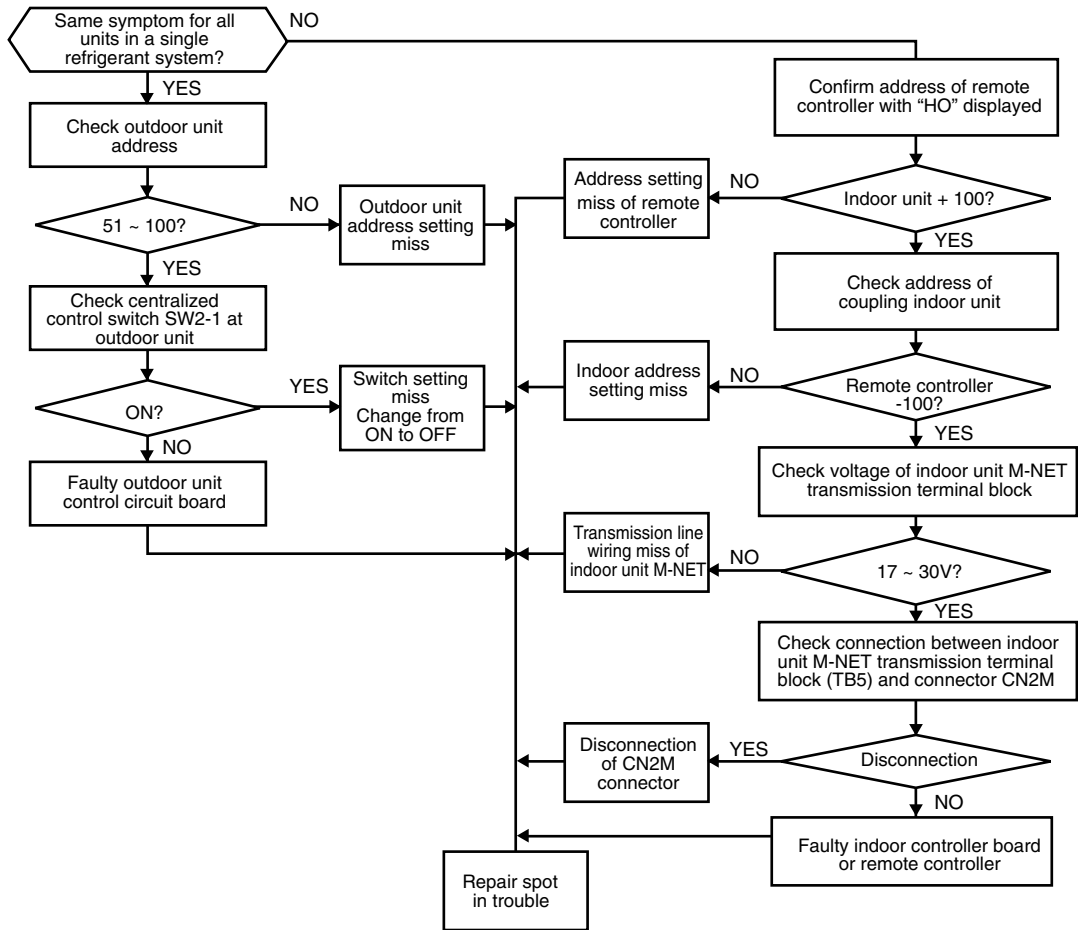 Same symptom for all
units in a single
refrigerant system?
NO
YES
Check outdoor unit
address
51 ~ 100?
NO
Outdoor unit
address setting
miss
YES
Check centralized
control switch SW2-1 at
outdoor unit
ON?
YES
Switch setting
miss
Change from
ON to OFF
NO
Faulty outdoor unit
control circuit board
Confirm address of remote
controller with “HO” displayed
Indoor unit + 100?
NO
Address setting
miss of remote
controller
YES
Check address of
coupling indoor unit
Remote controller
-100?
NO
Indoor address
setting miss
YES
Check voltage of indoor unit M-NET
transmission terminal block
17 ~ 30V?
NO
Transmission line
wiring miss of
indoor unit M-NET
YES
Check connection between indoor
unit M-NET transmission terminal
block (TB5) and connector CN2M
Disconnection
YES
Disconnection
of CN2M
connector
NO
Faulty indoor controller board
or remote controller
Repair spot
in trouble